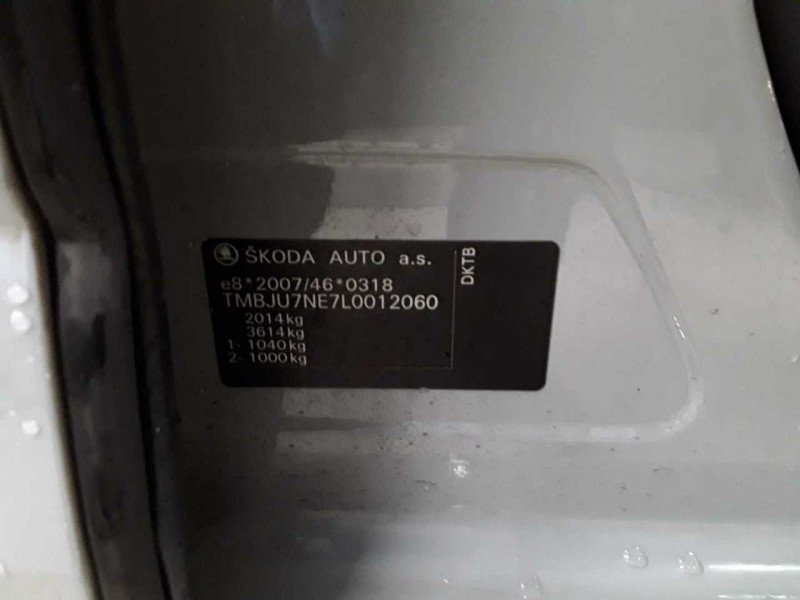 ŠKODA AUTO a.s.
e8*2007/46*0318
TMBJU7NE7L0012060
2014kg
3614kg
1- 1040kg
2- 1000kg
DKTB